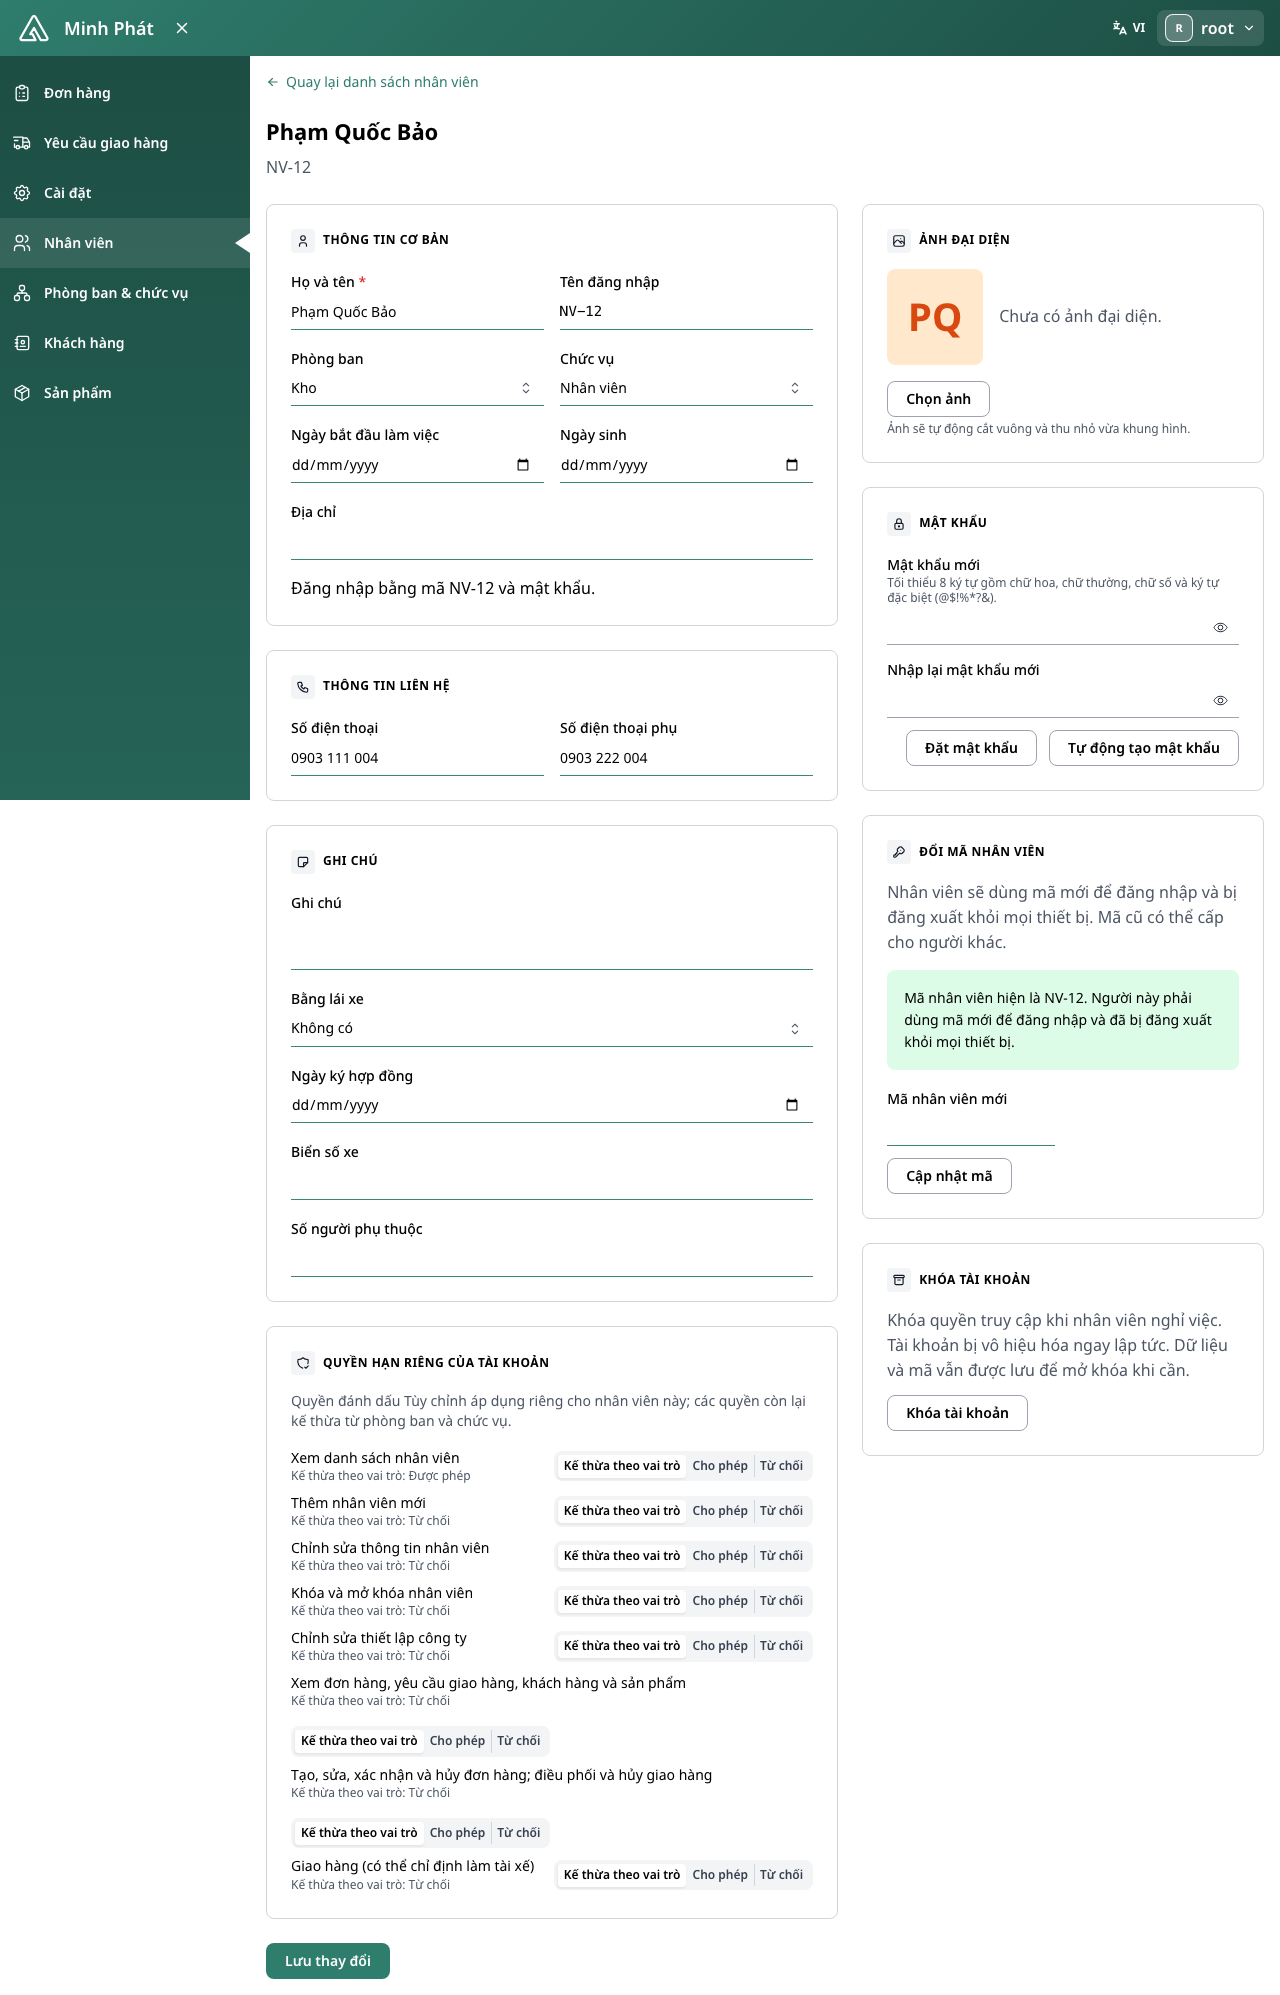 Minh Phát
VI
R
root
Đơn hàng
Yêu cầu giao hàng
Cài đặt
Nhân viên
Phòng ban & chức vụ
Khách hàng
Sản phẩm
Quay lại danh sách nhân viên
Phạm Quốc Bảo
NV-12
THÔNG TIN CƠ BẢN
Họ và tên *
Tên đăng nhập
Phạm Quốc Bảo
NV-12
Phòng ban
Chức vụ
Kho
Nhân viên
Ngày bắt đầu làm việc
Ngày sinh
dd/mm/yyyy
dd/mm/yyyy
Địa chỉ
Đăng nhập bằng mã NV-12 và mật khẩu.
THÔNG TIN LIÊN HỆ
Số điện thoại
Số điện thoại phụ
0903 111 004
0903 222 004
GHI CHÚ
Ghi chú
Bằng lái xe
Không có
Ngày ký hợp đồng
dd/mm/yyyy
Biển số xe
Số người phụ thuộc
QUYỀN HẠN RIÊNG CỦA TÀI KHOẢN
Quyền đánh dấu Tùy chỉnh áp dụng riêng cho nhân viên này; các quyền còn lại
kế thừa từ phòng ban và chức vụ.
Xem danh sách nhân viên
Kế thừa theo vai trò: Được phép
Kế thừa theo vai trò Cho phép Từ chối
Thêm nhân viên mới
Kế thừa theo vai trò: Từ chối
Kế thừa theo vai trò Cho phép Từ chối
Chỉnh sửa thông tin nhân viên
Kế thừa theo vai trò: Từ chối
Kế thừa theo vai trò Cho phép Từ chối
Khóa và mở khóa nhân viên
Kế thừa theo vai trò: Từ chối
Kế thừa theo vai trò Cho phép Từ chối
Chỉnh sửa thiết lập công ty
Kế thừa theo vai trò: Từ chối
Kế thừa theo vai trò Cho phép Từ chối
Xem đơn hàng, yêu cầu giao hàng, khách hàng và sản phẩm
Kế thừa theo vai trò: Từ chối
Kế thừa theo vai trò Cho phép Từ chối
Tạo, sửa, xác nhận và hủy đơn hàng; điều phối và hủy giao hàng
Kế thừa theo vai trò: Từ chối
Kế thừa theo vai trò Cho phép Từ chối
Giao hàng (có thể chỉ định làm tài xế)
Kế thừa theo vai trò: Từ chối
Kế thừa theo vai trò Cho phép Từ chối
Lưu thay đổi
ẢNH ĐẠI DIỆN
PQ
Chưa có ảnh đại diện.
Chọn ảnh
Ảnh sẽ tự động cắt vuông và thu nhỏ vừa khung hình.
MẬT KHẨU
Mật khẩu mới
Tối thiểu 8 ký tự gồm chữ hoa, chữ thường, chữ số và ký tự
đặc biệt (@$!%*?&).
Nhập lại mật khẩu mới
Đặt mật khẩu
Tự động tạo mật khẩu
ĐỔI MÃ NHÂN VIÊN
Nhân viên sẽ dùng mã mới để đăng nhập và bị
đăng xuất khỏi mọi thiết bị. Mã cũ có thể cấp
cho người khác.
Mã nhân viên hiện là NV-12. Người này phải
dùng mã mới để đăng nhập và đã bị đăng xuất
khỏi mọi thiết bị.
Mã nhân viên mới
Cập nhật mã
KHÓA TÀI KHOẢN
Khóa quyền truy cập khi nhân viên nghỉ việc.
Tài khoản bị vô hiệu hóa ngay lập tức. Dữ liệu
và mã vẫn được lưu để mở khóa khi cần.
Khóa tài khoản